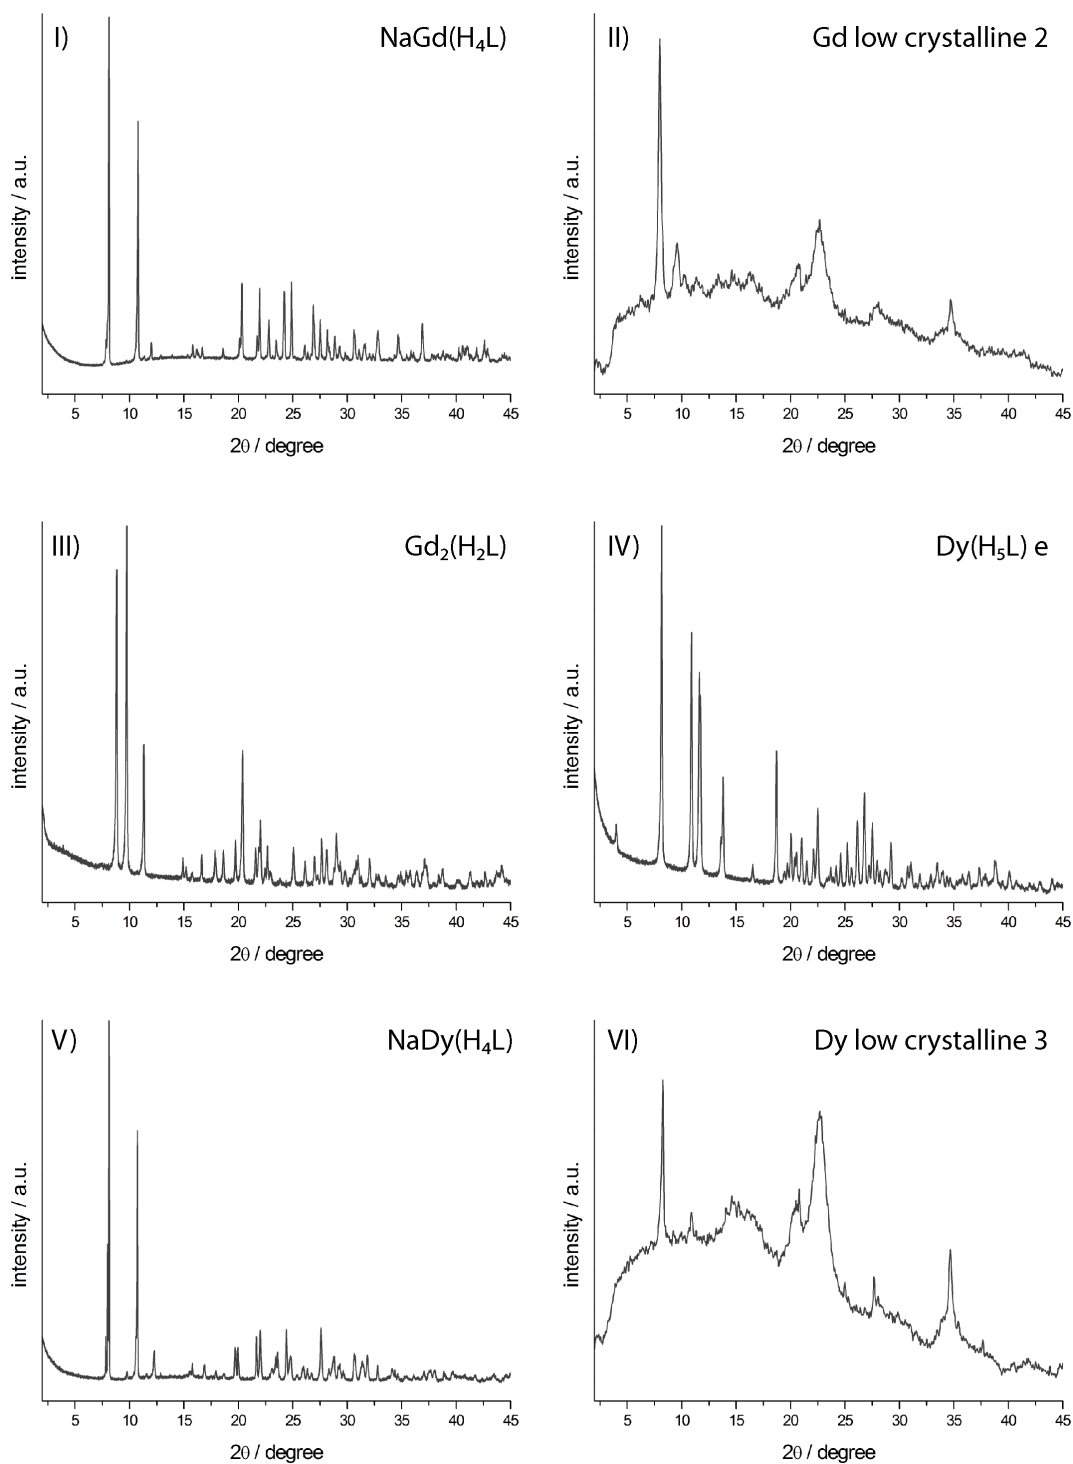 I) NaGd(H₄L)
intensity / a.u.
5 10 15 20 25 30 35 40 45
2θ / degree
II) Gd low crystalline 2
intensity / a.u.
5 10 15 20 25 30 35 40 45
2θ / degree
III) Gd₂(H₂L)
intensity / a.u.
5 10 15 20 25 30 35 40 45
2θ / degree
IV) Dy(H₅L) e
intensity / a.u.
5 10 15 20 25 30 35 40 45
2θ / degree
V) NaDy(H₄L)
intensity / a.u.
5 10 15 20 25 30 35 40 45
2θ / degree
VI) Dy low crystalline 3
intensity / a.u.
5 10 15 20 25 30 35 40 45
2θ / degree